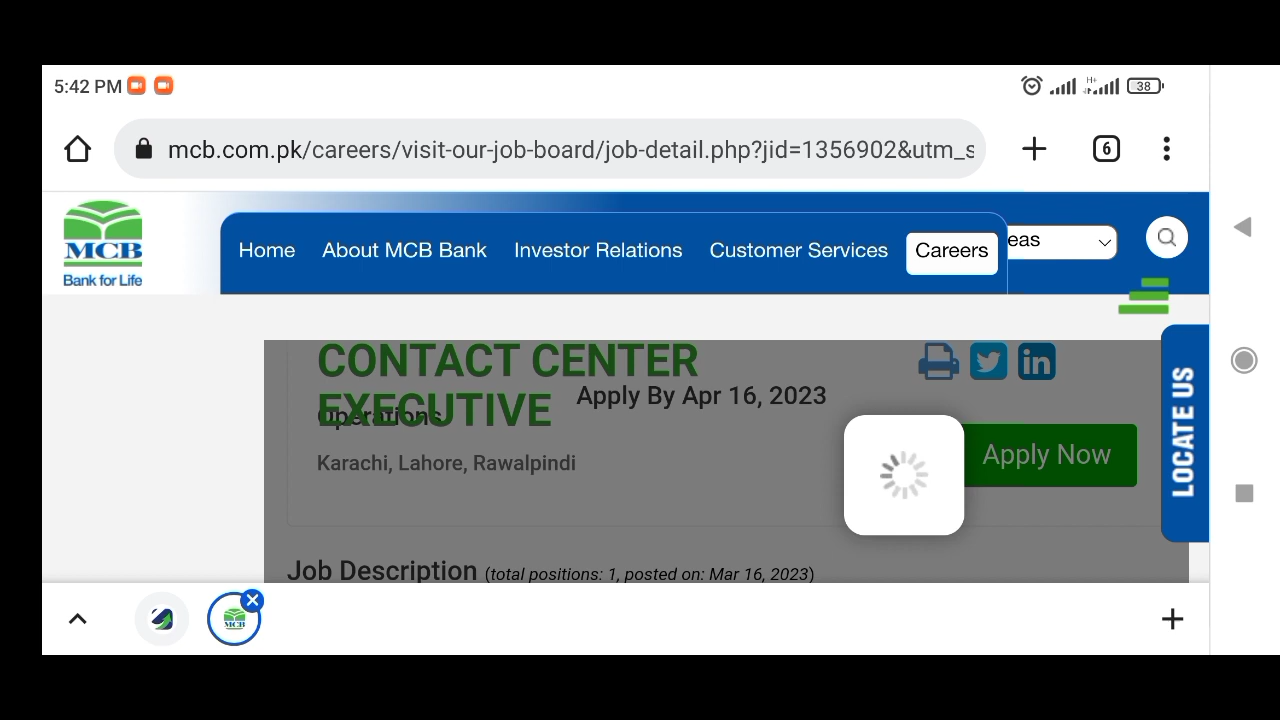 5:42 PM
H+
38
mcb.com.pk/careers/visit-our-job-board/job-detail.php?jid=1356902&utm_s
6
MCB
Bank for Life
Home About MCB Bank Investor Relations Customer Services Careers
eas
CONTACT CENTER
EXECUTIVE
Apply By Apr 16, 2023
Operations
Karachi, Lahore, Rawalpindi
Apply Now
LOCATE US
Job Description (total positions: 1, posted on: Mar 16, 2023)
MCB